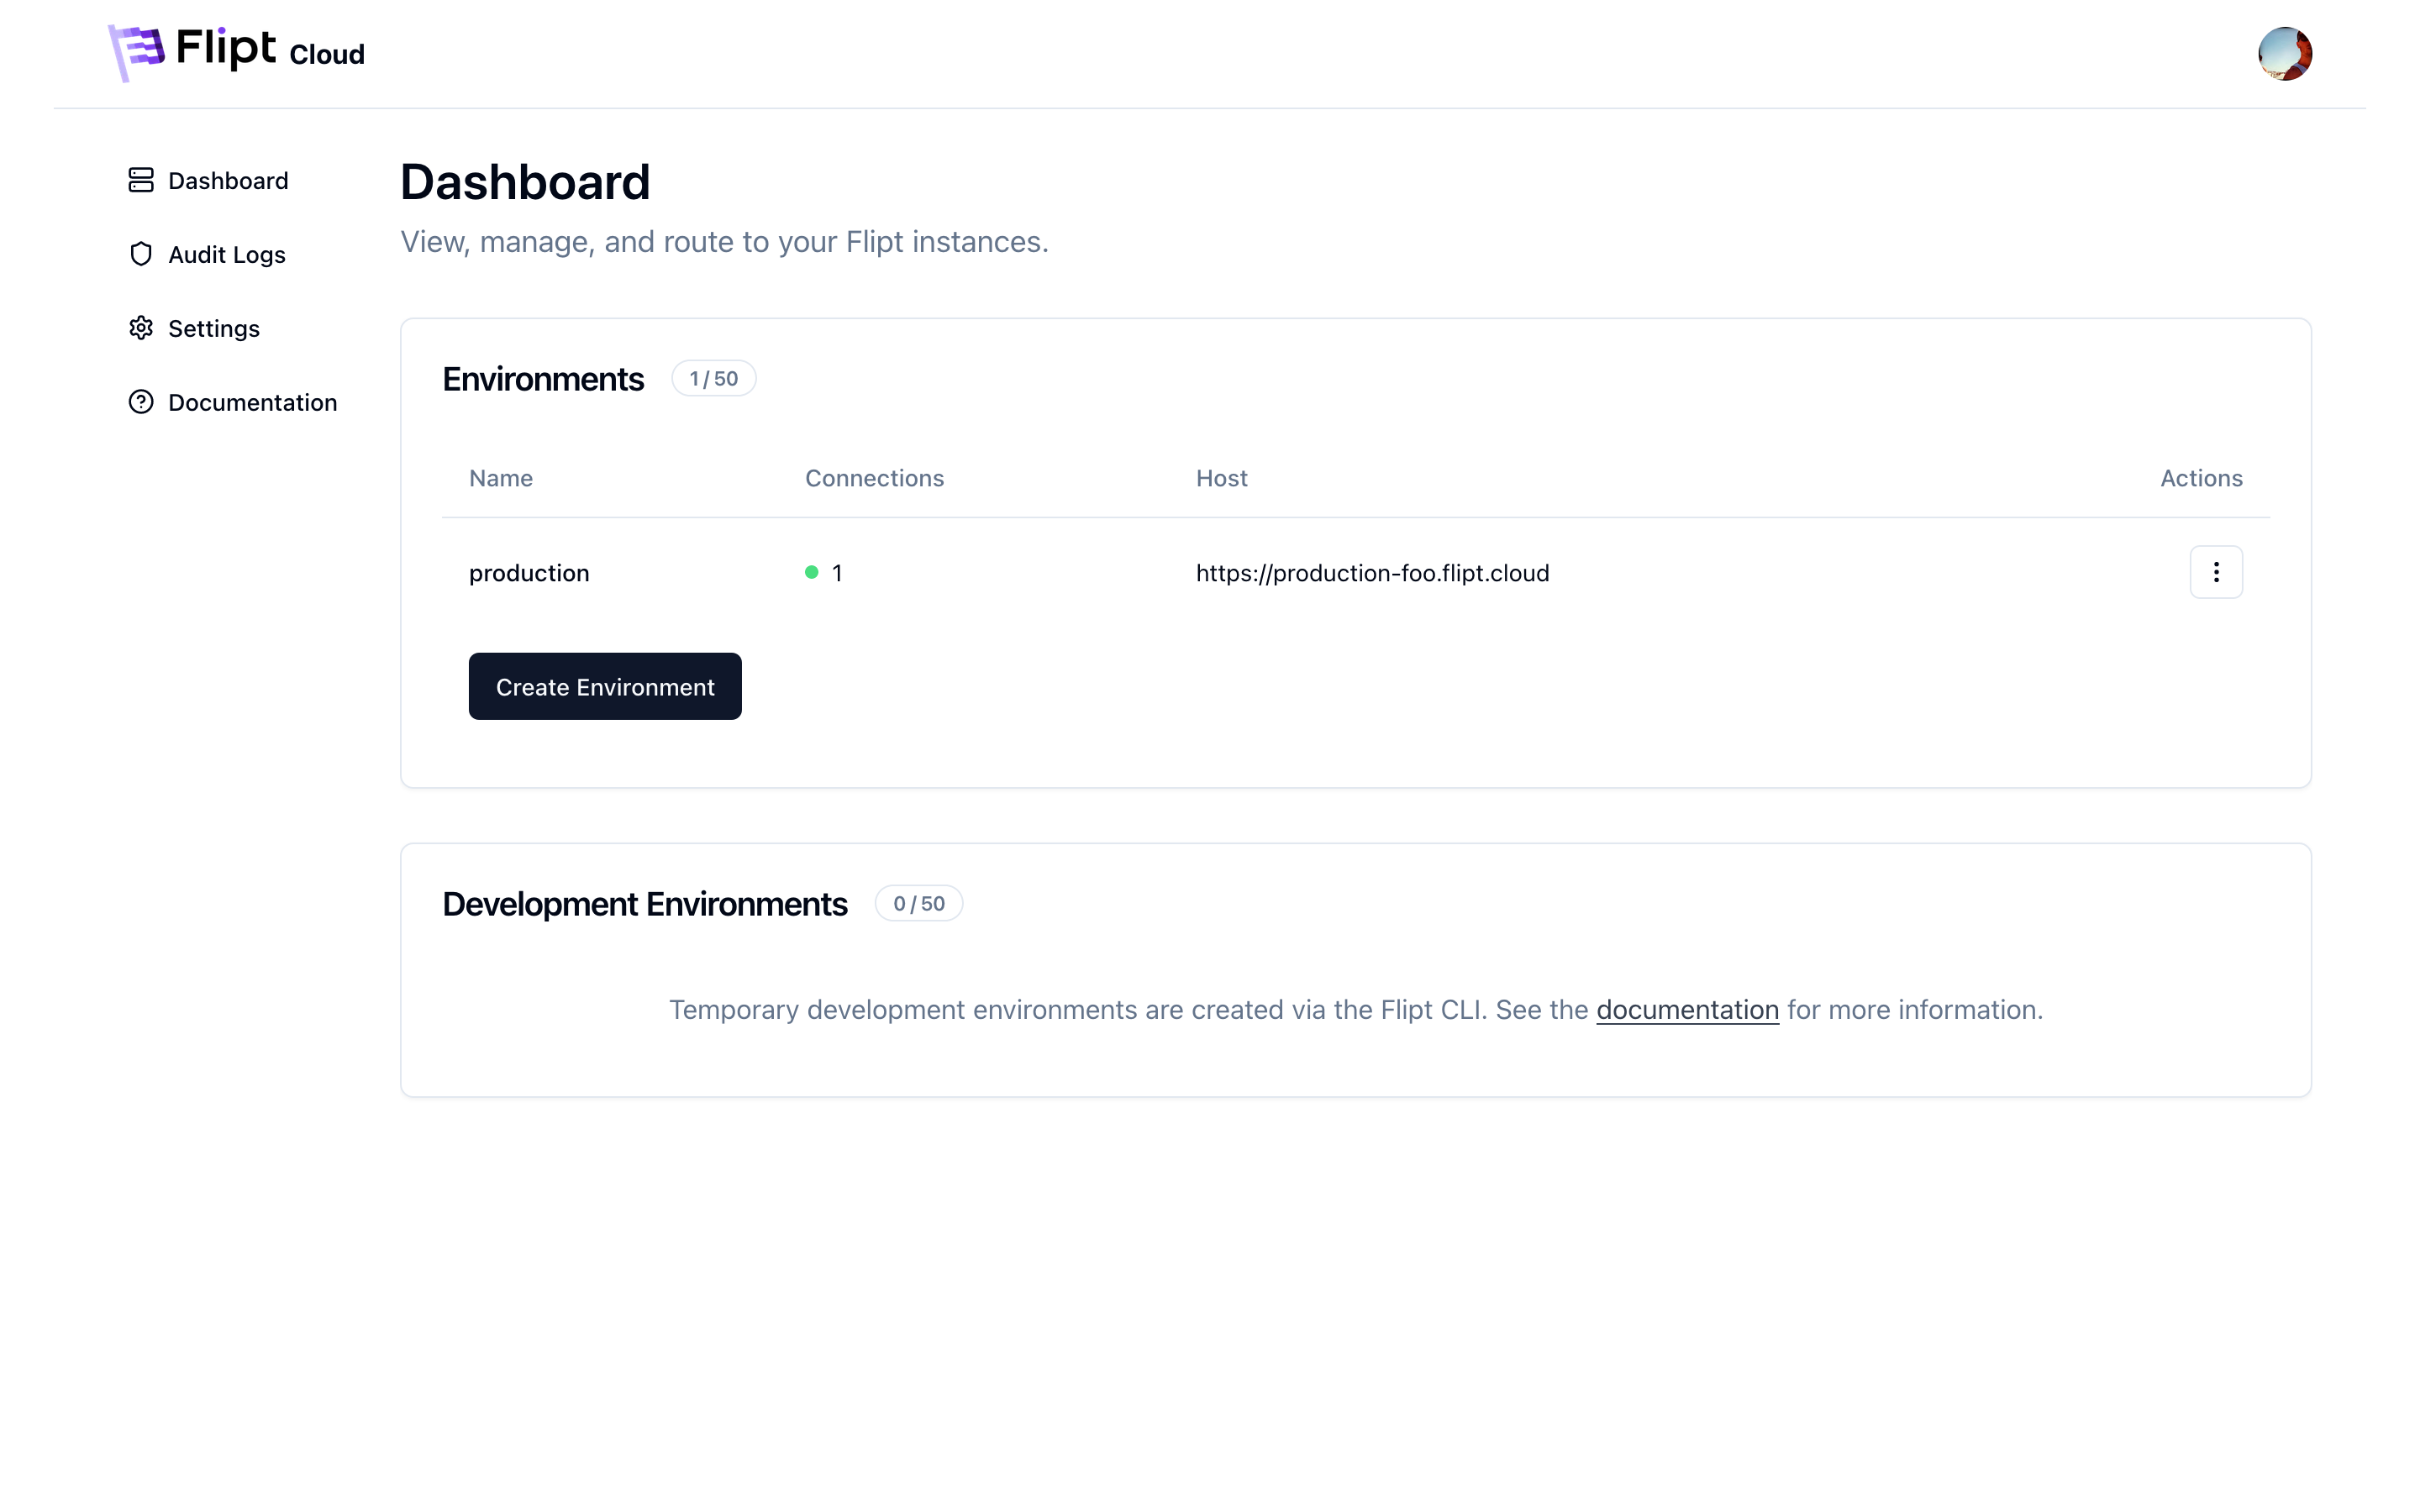 Flipt Cloud
Dashboard
Audit Logs
Settings
Documentation
Dashboard
View, manage, and route to your Flipt instances.
Environments 1 / 50
Name Connections Host Actions
production 1 https://production-foo.flipt.cloud
Create Environment
Development Environments 0 / 50
Temporary development environments are created via the Flipt CLI. See the documentation for more information.